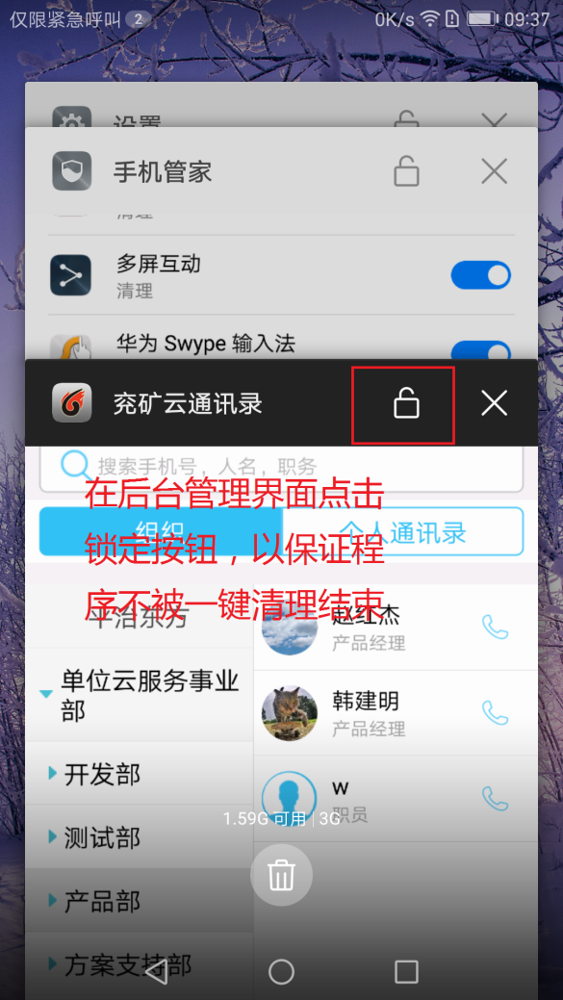 仅限紧急呼叫 2 0K/s 09:37
设置
手机管家
清理
多屏互动
清理
华为 Swype 输入法
兖矿云通讯录
搜索手机号，人名，职务
在后台管理界面点击
组织 个人通讯录
锁定按钮，以保证程
序不被一键清理结束
平治东方
赵红杰
产品经理
单位云服务事业
部
韩建明
产品经理
开发部
w
职员
1.59G 可用 | 3G
测试部
产品部
方案支持部